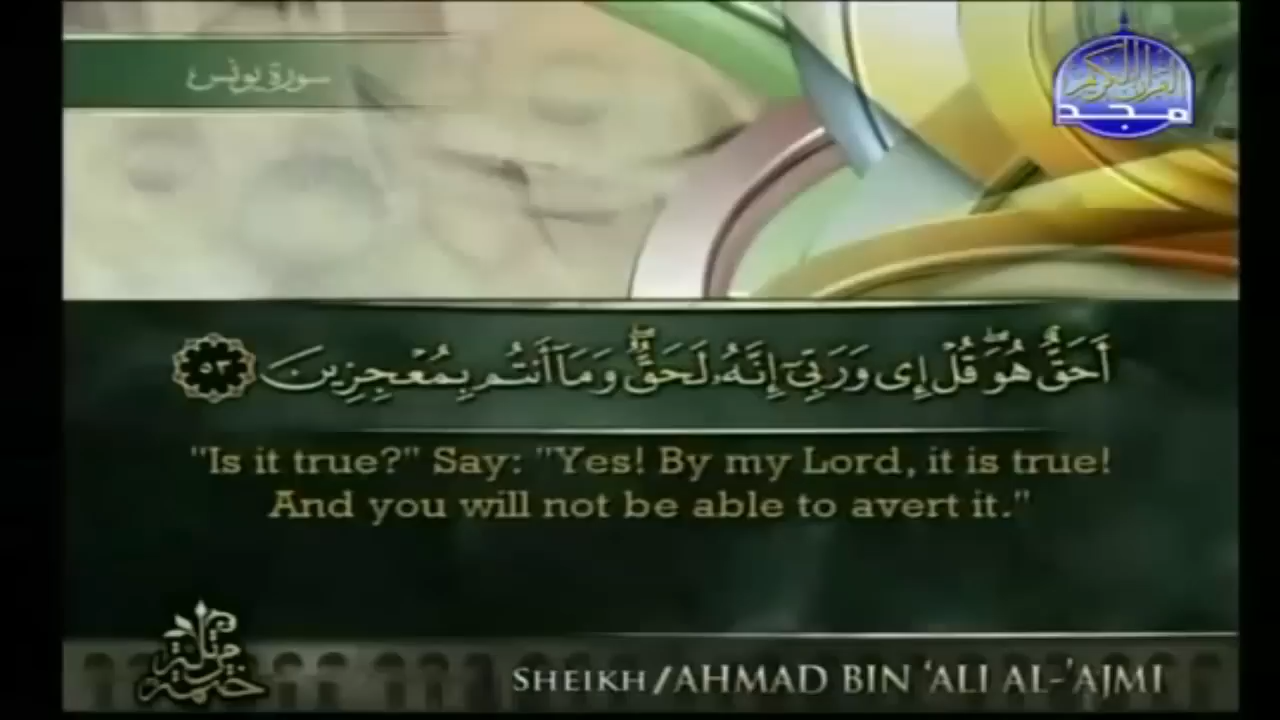 سورة يونس
القرآن الكريم
مجد
أَحَقٌّ هُوَ ۖ قُلْ إِى وَرَبِّىٓ إِنَّهُۥ لَحَقٌّ ۖ وَمَآ أَنتُم بِمُعْجِزِينَ ٥٣
"Is it true?" Say: "Yes! By my Lord, it is true!
And you will not be able to avert it."
ختمة مرتلة
SHEIKH/AHMAD BIN ‘ALI AL-’AJMI